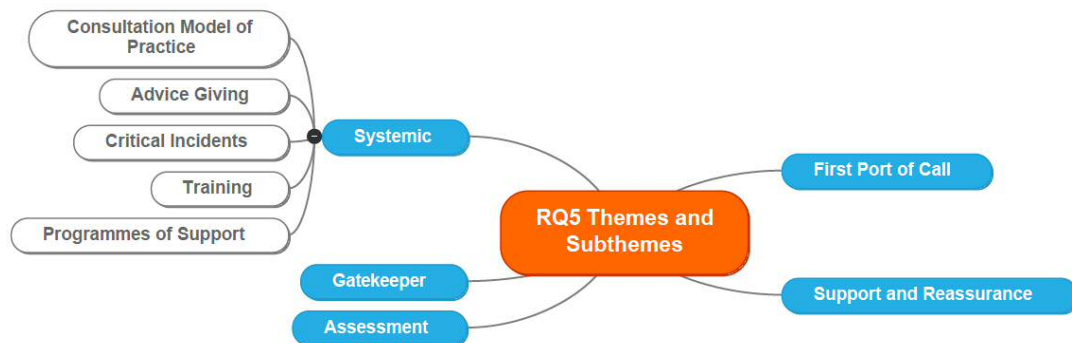 Consultation Model of
Practice
Advice Giving
Critical Incidents
Training
Programmes of Support
Systemic
Gatekeeper
Assessment
RQ5 Themes and
Subthemes
First Port of Call
Support and Reassurance